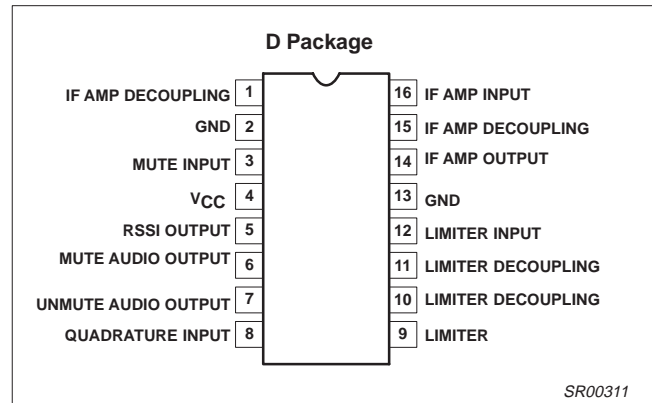 D Package
IF AMP DECOUPLING 1 16 IF AMP INPUT
GND 2 15 IF AMP DECOUPLING
MUTE INPUT 3 14 IF AMP OUTPUT
VCC 4 13 GND
RSSI OUTPUT 5 12 LIMITER INPUT
MUTE AUDIO OUTPUT 6 11 LIMITER DECOUPLING
UNMUTE AUDIO OUTPUT 7 10 LIMITER DECOUPLING
QUADRATURE INPUT 8 9 LIMITER
SR00311